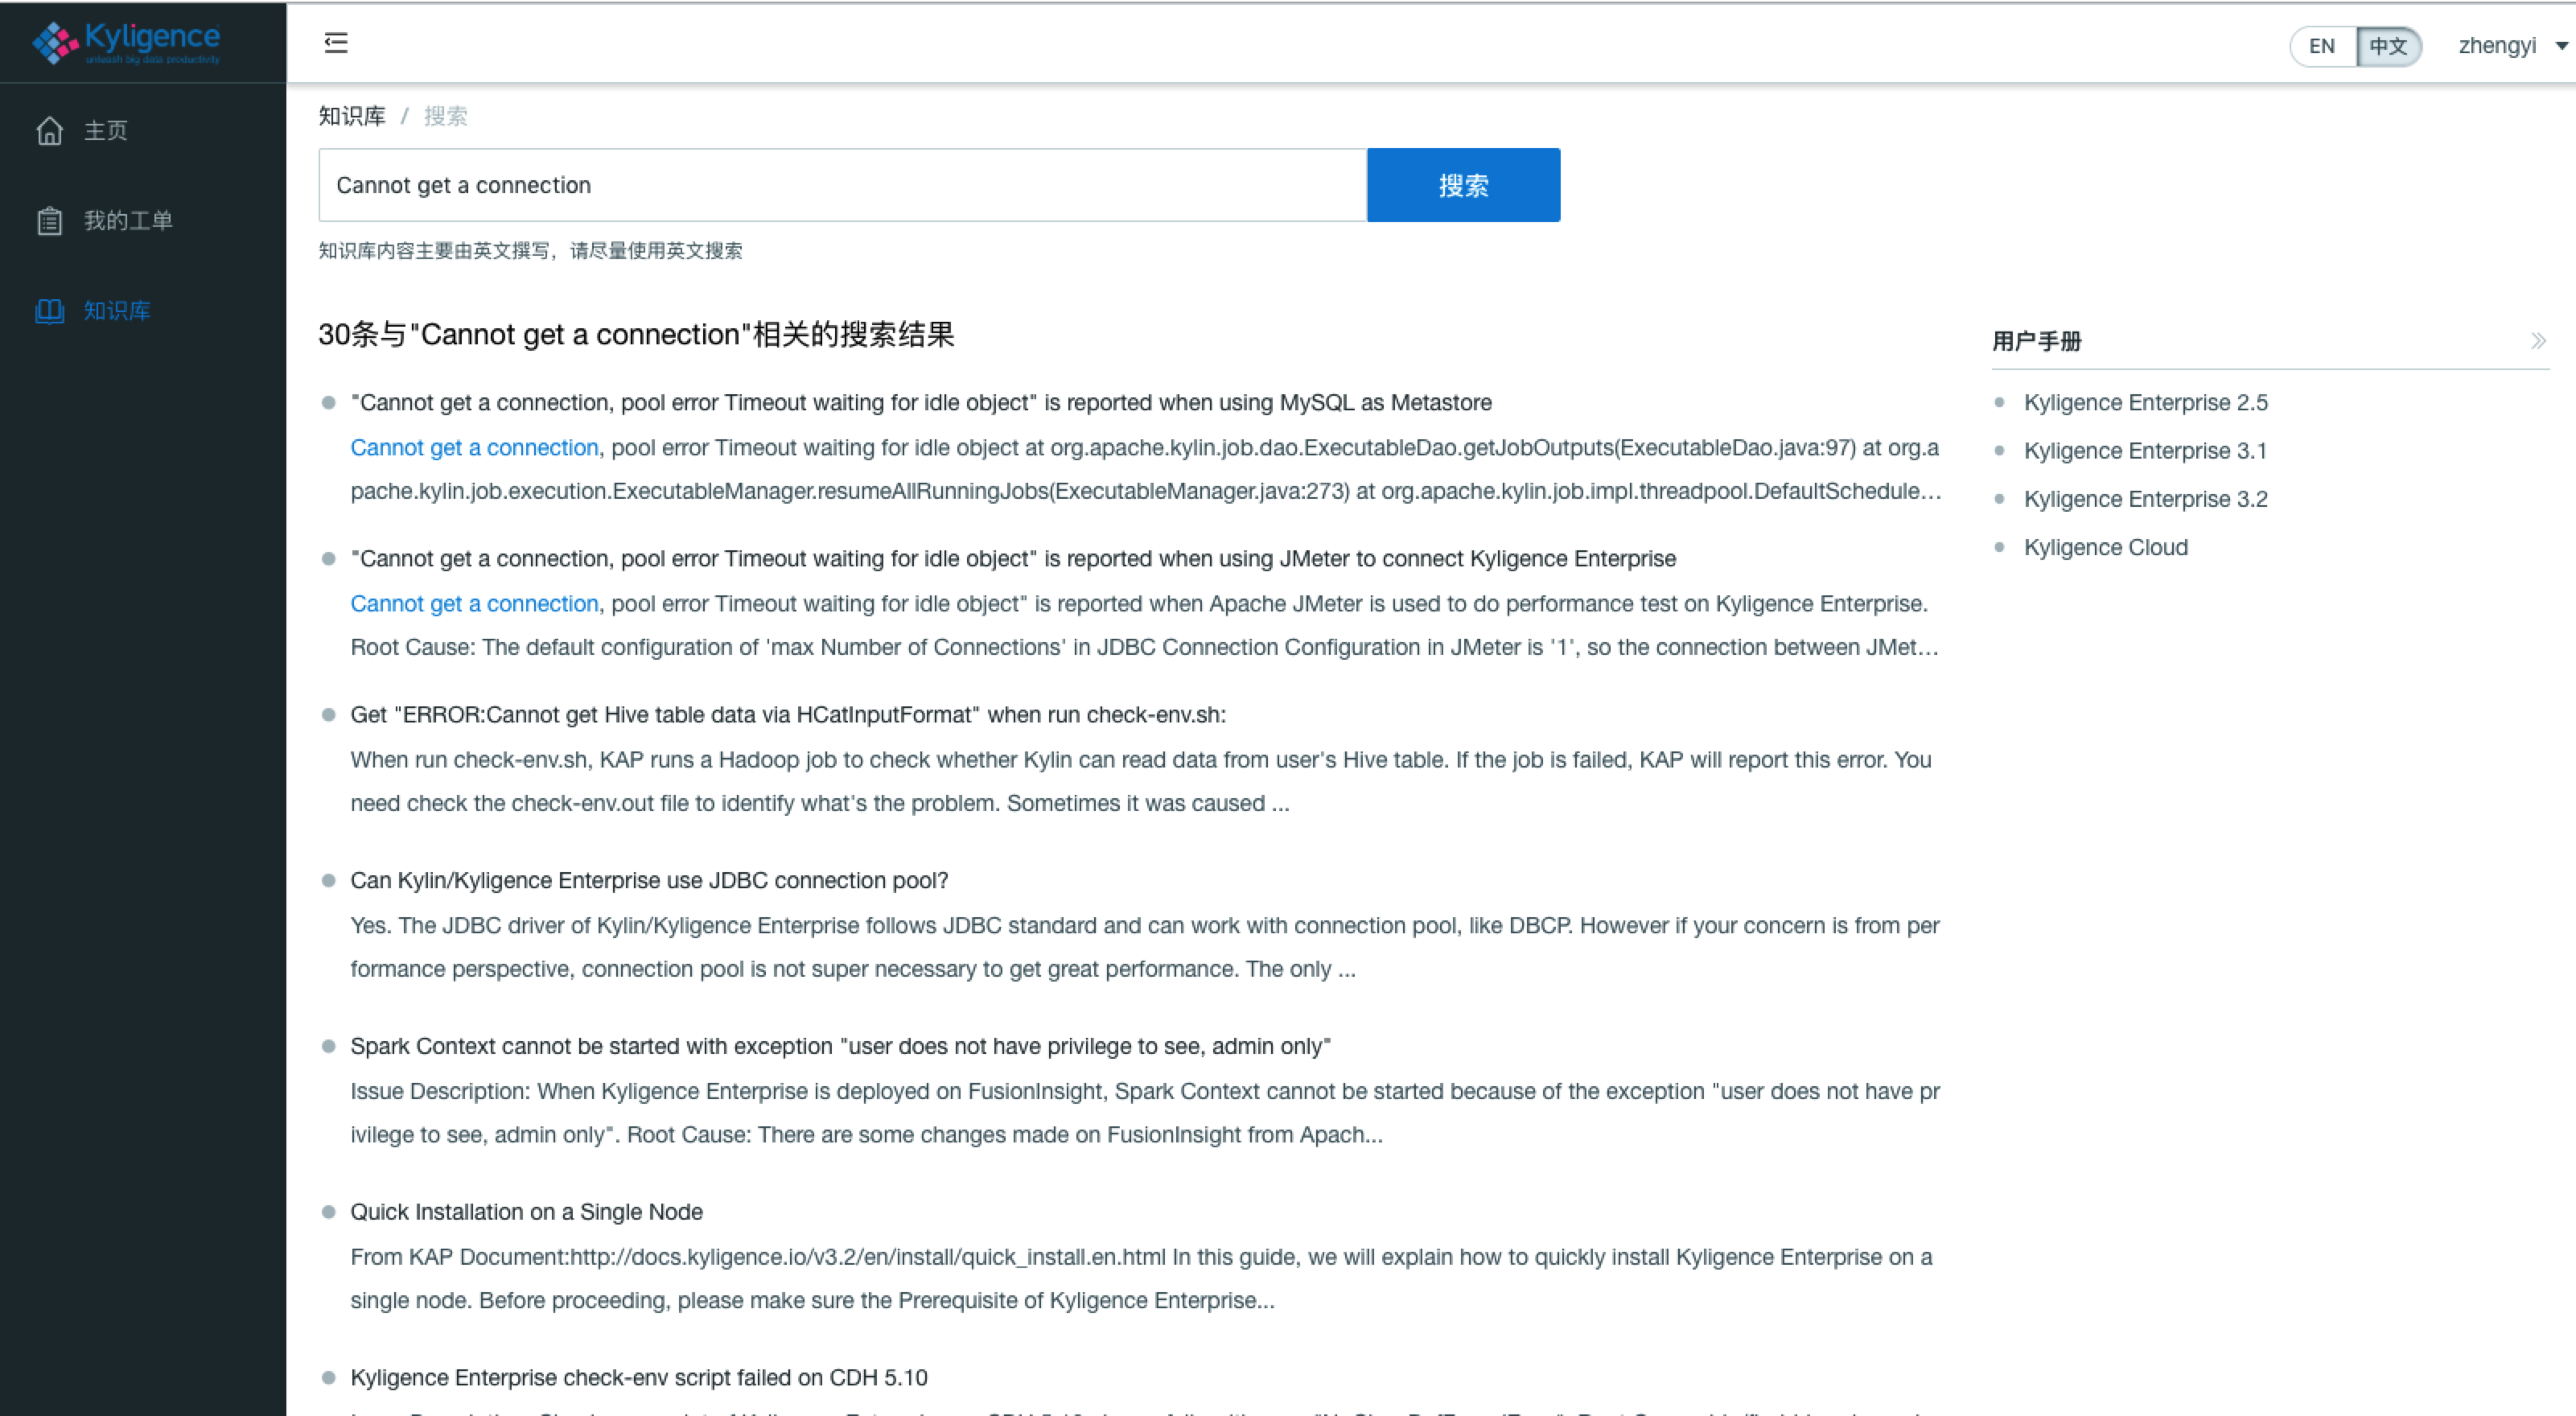 Kyligence
unleash big data productivity
EN 中文 zhengyi
主页
我的工单
知识库
知识库 / 搜索
Cannot get a connection
搜索
知识库内容主要由英文撰写，请尽量使用英文搜索
30条与"Cannot get a connection"相关的搜索结果
"Cannot get a connection, pool error Timeout waiting for idle object" is reported when using MySQL as Metastore
Cannot get a connection, pool error Timeout waiting for idle object at org.apache.kylin.job.dao.ExecutableDao.getJobOutputs(ExecutableDao.java:97) at org.a
pache.kylin.job.execution.ExecutableManager.resumeAllRunningJobs(ExecutableManager.java:273) at org.apache.kylin.job.impl.threadpool.DefaultSchedule...
"Cannot get a connection, pool error Timeout waiting for idle object" is reported when using JMeter to connect Kyligence Enterprise
Cannot get a connection, pool error Timeout waiting for idle object" is reported when Apache JMeter is used to do performance test on Kyligence Enterprise.
Root Cause: The default configuration of 'max Number of Connections' in JDBC Connection Configuration in JMeter is '1', so the connection between JMet...
Get "ERROR:Cannot get Hive table data via HCatInputFormat" when run check-env.sh:
When run check-env.sh, KAP runs a Hadoop job to check whether Kylin can read data from user's Hive table. If the job is failed, KAP will report this error. You
need check the check-env.out file to identify what's the problem. Sometimes it was caused ...
Can Kylin/Kyligence Enterprise use JDBC connection pool?
Yes. The JDBC driver of Kylin/Kyligence Enterprise follows JDBC standard and can work with connection pool, like DBCP. However if your concern is from per
formance perspective, connection pool is not super necessary to get great performance. The only ...
Spark Context cannot be started with exception "user does not have privilege to see, admin only"
Issue Description: When Kyligence Enterprise is deployed on FusionInsight, Spark Context cannot be started because of the exception "user does not have pr
ivilege to see, admin only". Root Cause: There are some changes made on FusionInsight from Apach...
Quick Installation on a Single Node
From KAP Document:http://docs.kyligence.io/v3.2/en/install/quick_install.en.html In this guide, we will explain how to quickly install Kyligence Enterprise on a
single node. Before proceeding, please make sure the Prerequisite of Kyligence Enterprise...
Kyligence Enterprise check-env script failed on CDH 5.10
用户手册
Kyligence Enterprise 2.5
Kyligence Enterprise 3.1
Kyligence Enterprise 3.2
Kyligence Cloud